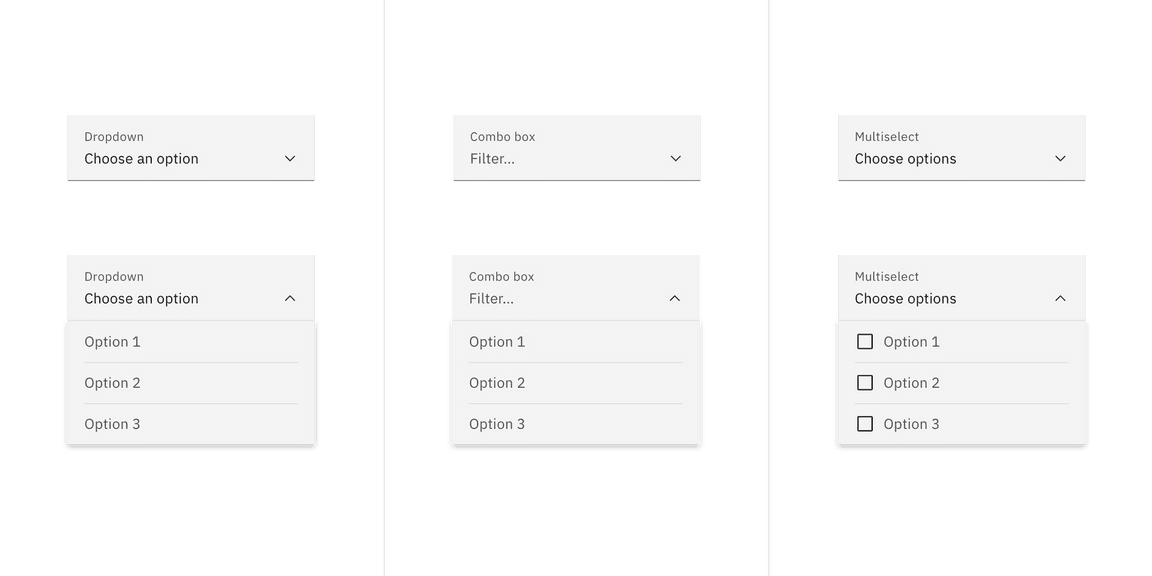 Dropdown
Choose an option
Combo box
Filter...
Multiselect
Choose options
Dropdown
Choose an option
Option 1
Option 2
Option 3
Combo box
Filter...
Option 1
Option 2
Option 3
Multiselect
Choose options
Option 1
Option 2
Option 3